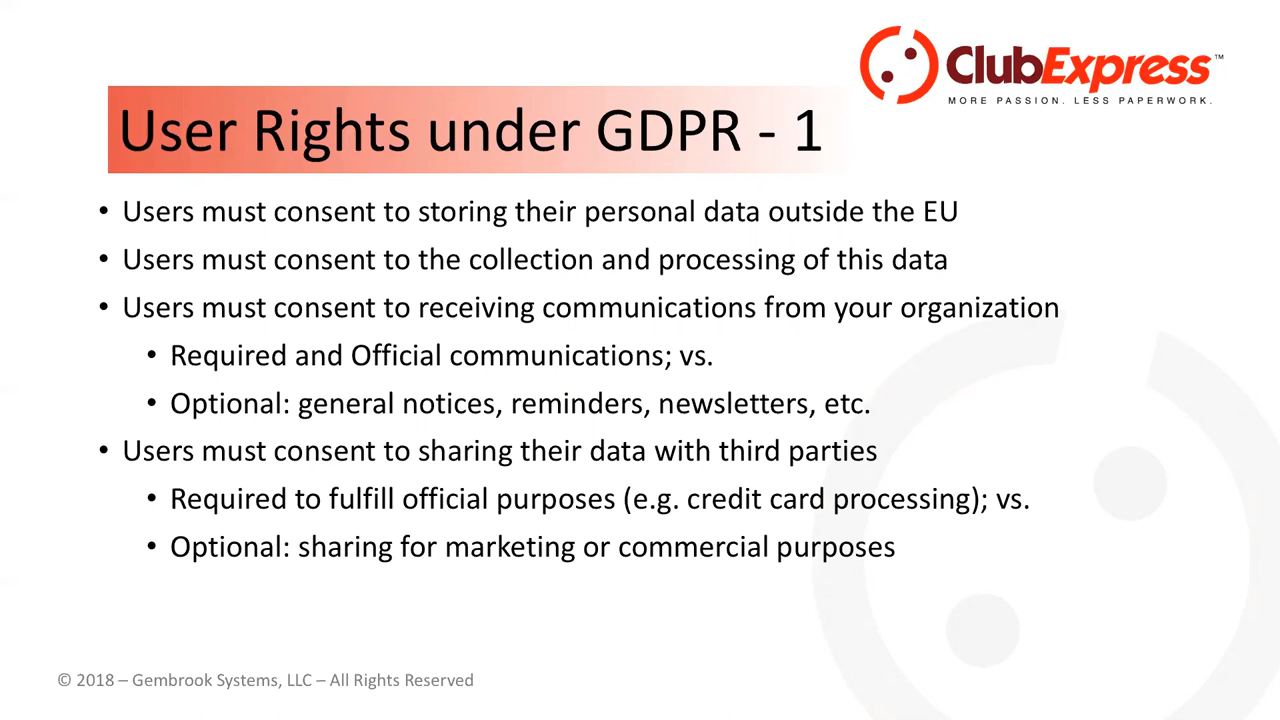 ClubExpress™
MORE PASSION. LESS PAPERWORK.
User Rights under GDPR - 1
• Users must consent to storing their personal data outside the EU
• Users must consent to the collection and processing of this data
• Users must consent to receiving communications from your organization
• Required and Official communications; vs.
• Optional: general notices, reminders, newsletters, etc.
• Users must consent to sharing their data with third parties
• Required to fulfill official purposes (e.g. credit card processing); vs.
• Optional: sharing for marketing or commercial purposes
© 2018 – Gembrook Systems, LLC – All Rights Reserved